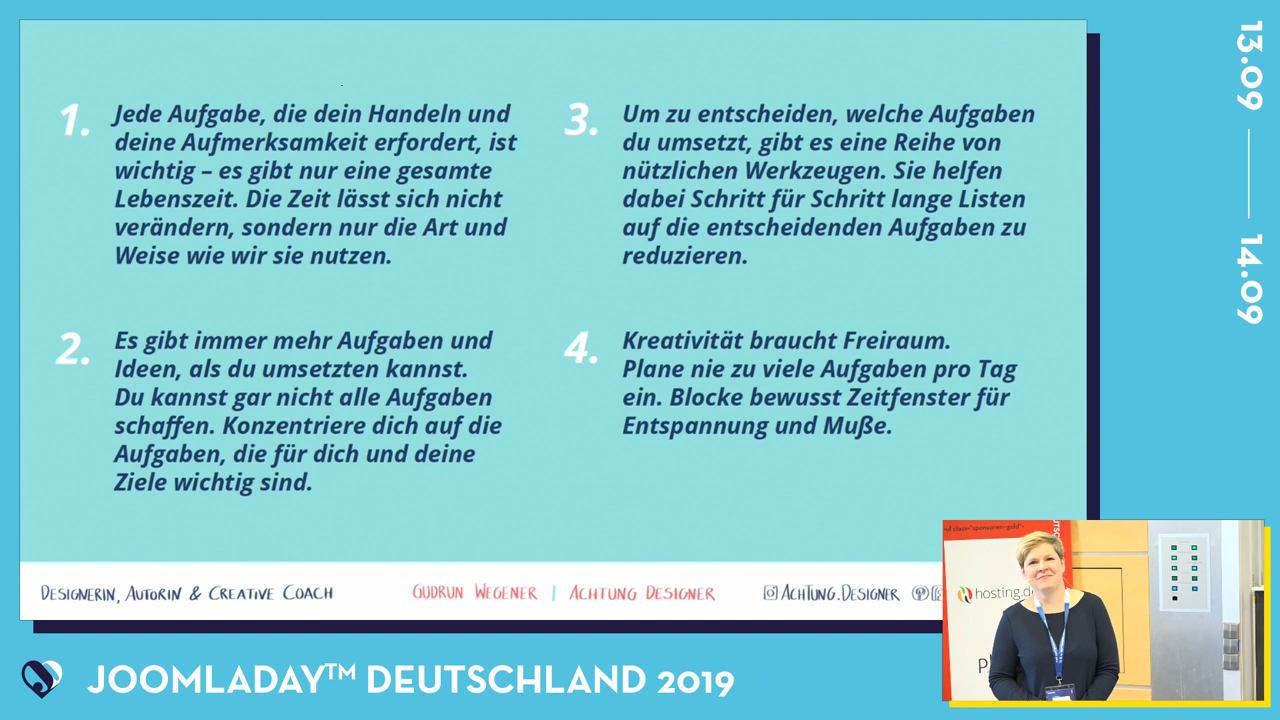 1. Jede Aufgabe, die dein Handeln und
deine Aufmerksamkeit erfordert, ist
wichtig – es gibt nur eine gesamte
Lebenszeit. Die Zeit lässt sich nicht
verändern, sondern nur die Art und
Weise wie wir sie nutzen.
2. Es gibt immer mehr Aufgaben und
Ideen, als du umsetzten kannst.
Du kannst gar nicht alle Aufgaben
schaffen. Konzentriere dich auf die
Aufgaben, die für dich und deine
Ziele wichtig sind.
3. Um zu entscheiden, welche Aufgaben
du umsetzt, gibt es eine Reihe von
nützlichen Werkzeugen. Sie helfen
dabei Schritt für Schritt lange Listen
auf die entscheidenden Aufgaben zu
reduzieren.
4. Kreativität braucht Freiraum.
Plane nie zu viele Aufgaben pro Tag
ein. Blocke bewusst Zeitfenster für
Entspannung und Muße.
Designerin, Autorin & Creative Coach
Gudrun Wegener | Achtung Designer
Achtung.Designer
13.09
14.09
<ul class="sponsoren-gold">
hosting.de
JOOMLADAY™ DEUTSCHLAND 2019